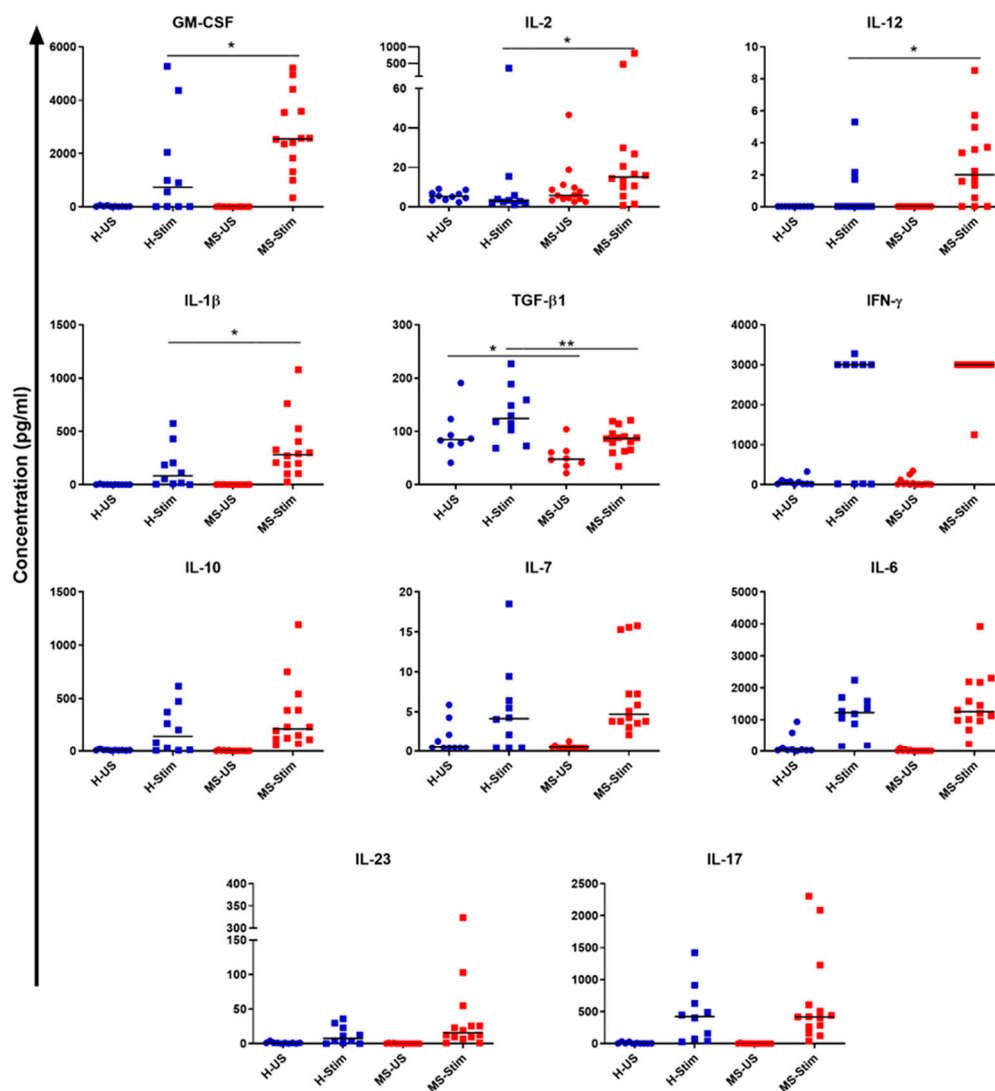 GM-CSF
IL-2
IL-12
6000
4000
2000
0
*
H-US
H-Stim
MS-US
MS-Stim
1000
500
60
40
20
0
*
H-US
H-Stim
MS-US
MS-Stim
10
8
6
4
2
0
*
H-US
H-Stim
MS-US
MS-Stim
Concentration (pg/ml)
IL-1β
TGF-β1
IFN-γ
1500
1000
500
0
*
H-US
H-Stim
MS-US
MS-Stim
300
200
100
0
*
**
H-US
H-Stim
MS-US
MS-Stim
4000
3000
2000
1000
0
H-US
H-Stim
MS-US
MS-Stim
IL-10
IL-7
IL-6
1500
1000
500
0
H-US
H-Stim
MS-US
MS-Stim
20
15
10
5
0
H-US
H-Stim
MS-US
MS-Stim
5000
4000
3000
2000
1000
0
H-US
H-Stim
MS-US
MS-Stim
IL-23
IL-17
400
350
300
150
100
50
0
H-US
H-Stim
MS-US
MS-Stim
2500
2000
1500
1000
500
0
H-US
H-Stim
MS-US
MS-Stim